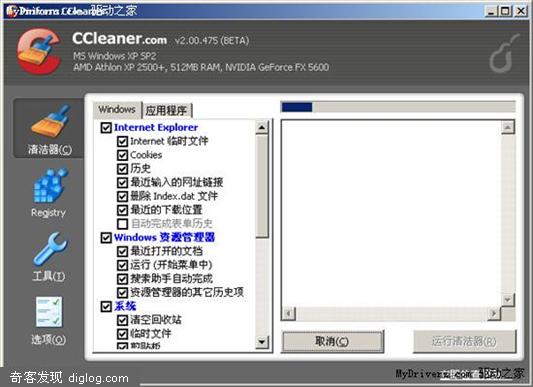 驱动之家
CCleaner.com v2.00.475 (BETA)
MS Windows XP SP2
AMD Athlon XP 2500+, 512MB RAM, NVIDIA GeForce FX 5600
清洁器(C)
Registry
工具(T)
选项(O)
Windows
应用程序
Internet Explorer
Internet 临时文件
Cookies
历史
最近输入的网址链接
删除 Index.dat 文件
最近的下载位置
自动完成表单历史
Windows 资源管理器
最近打开的文档
运行 (开始菜单中)
搜索助手自动完成
资源管理器的其它历史项
系统
清空回收站
临时文件
剪贴板
取消(C)
运行清洁器(R)
MyDrivers.com 驱动之家
奇客发现 diglog.com